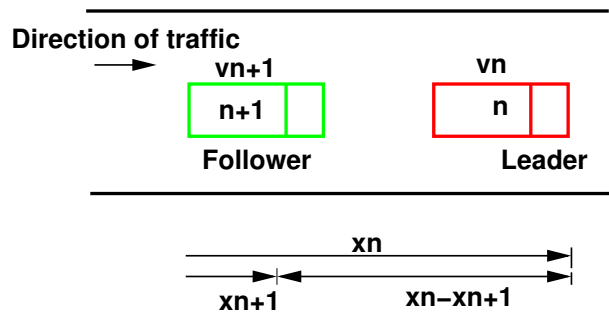 Direction of traffic
vn+1
vn
n+1
n
Follower
Leader
xn
xn+1
xn−xn+1